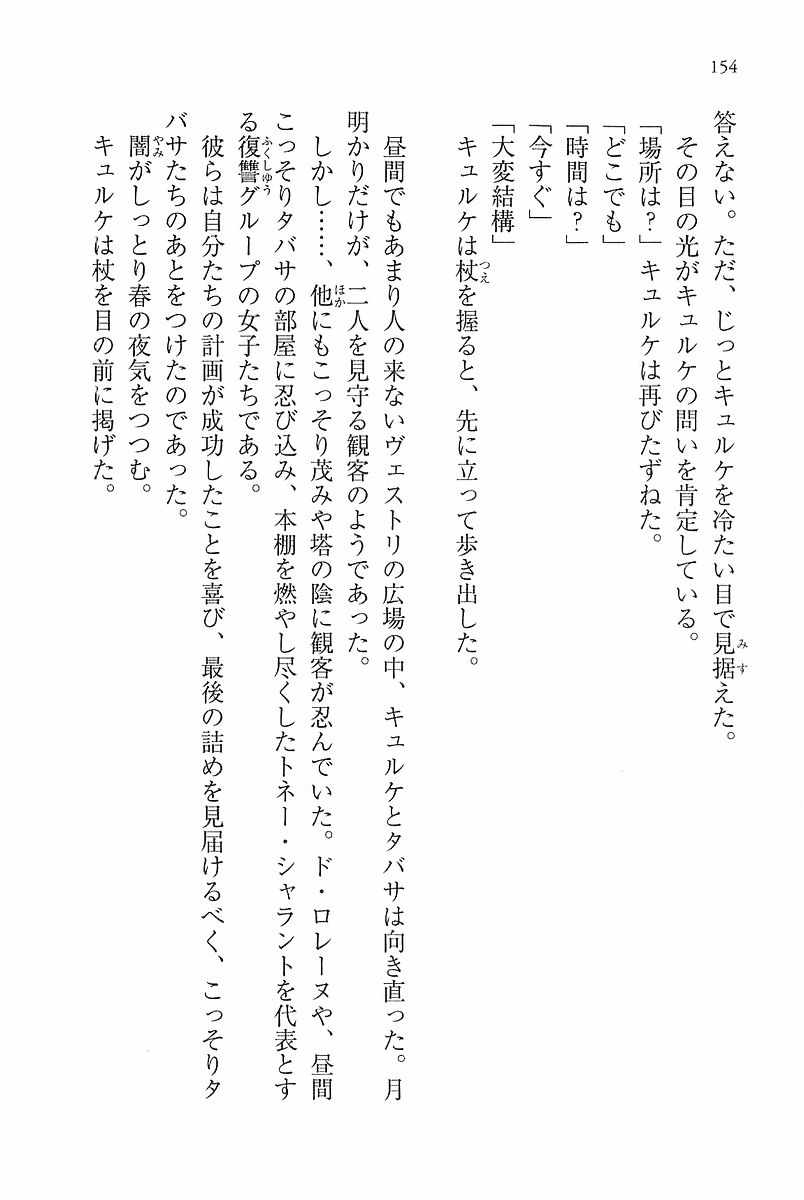 154
答えない。ただ、じっとキュルケを冷たい目で見据えた。
その目の光がキュルケの問いを肯定している。
「場所は？」キュルケは再びたずねた。
「どこでも」
「時間は？」
「今すぐ」
「大変結構」
キュルケは杖を握ると、先に立って歩き出した。
昼間でもあまり人の来ないヴェストリの広場の中、キュルケとタバサは向き直った。月
明かりだけが、二人を見守る観客のようであった。
しかし……、他にもこっそり茂みや塔の陰に観客が忍んでいた。ド・ロレーヌや、昼間
こっそりタバサの部屋に忍び込み、本棚を燃やし尽くしたトネー・シャラントを代表とす
る復讐グループの女子たちである。
彼らは自分たちの計画が成功したことを喜び、最後の詰めを見届けるべく、こっそりタ
バサたちのあとをつけたのであった。
闇がしっとり春の夜気をつつむ。
キュルケは杖を目の前に掲げた。